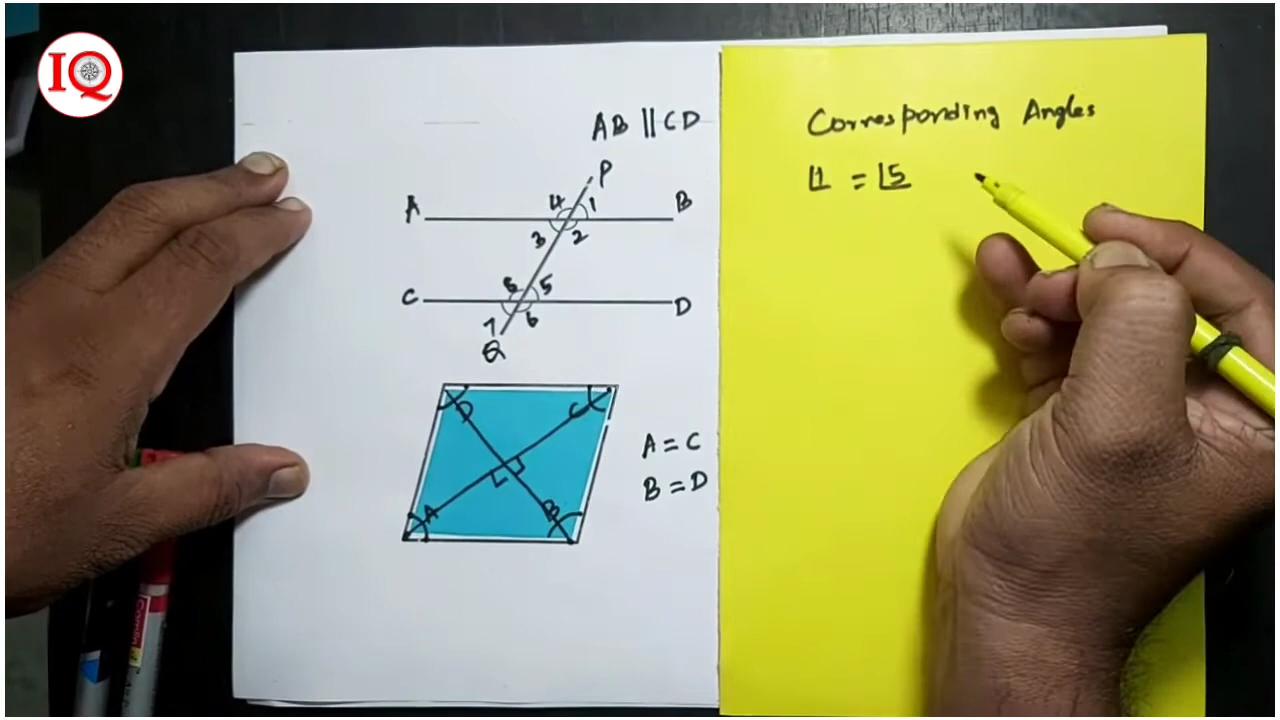 IQ
AB || CD
P
A
4
1
B
3
2
C
8
5
D
7
6
Q
D
C
A
B
A = C
B = D
Corresponding Angles
∠1 = ∠5